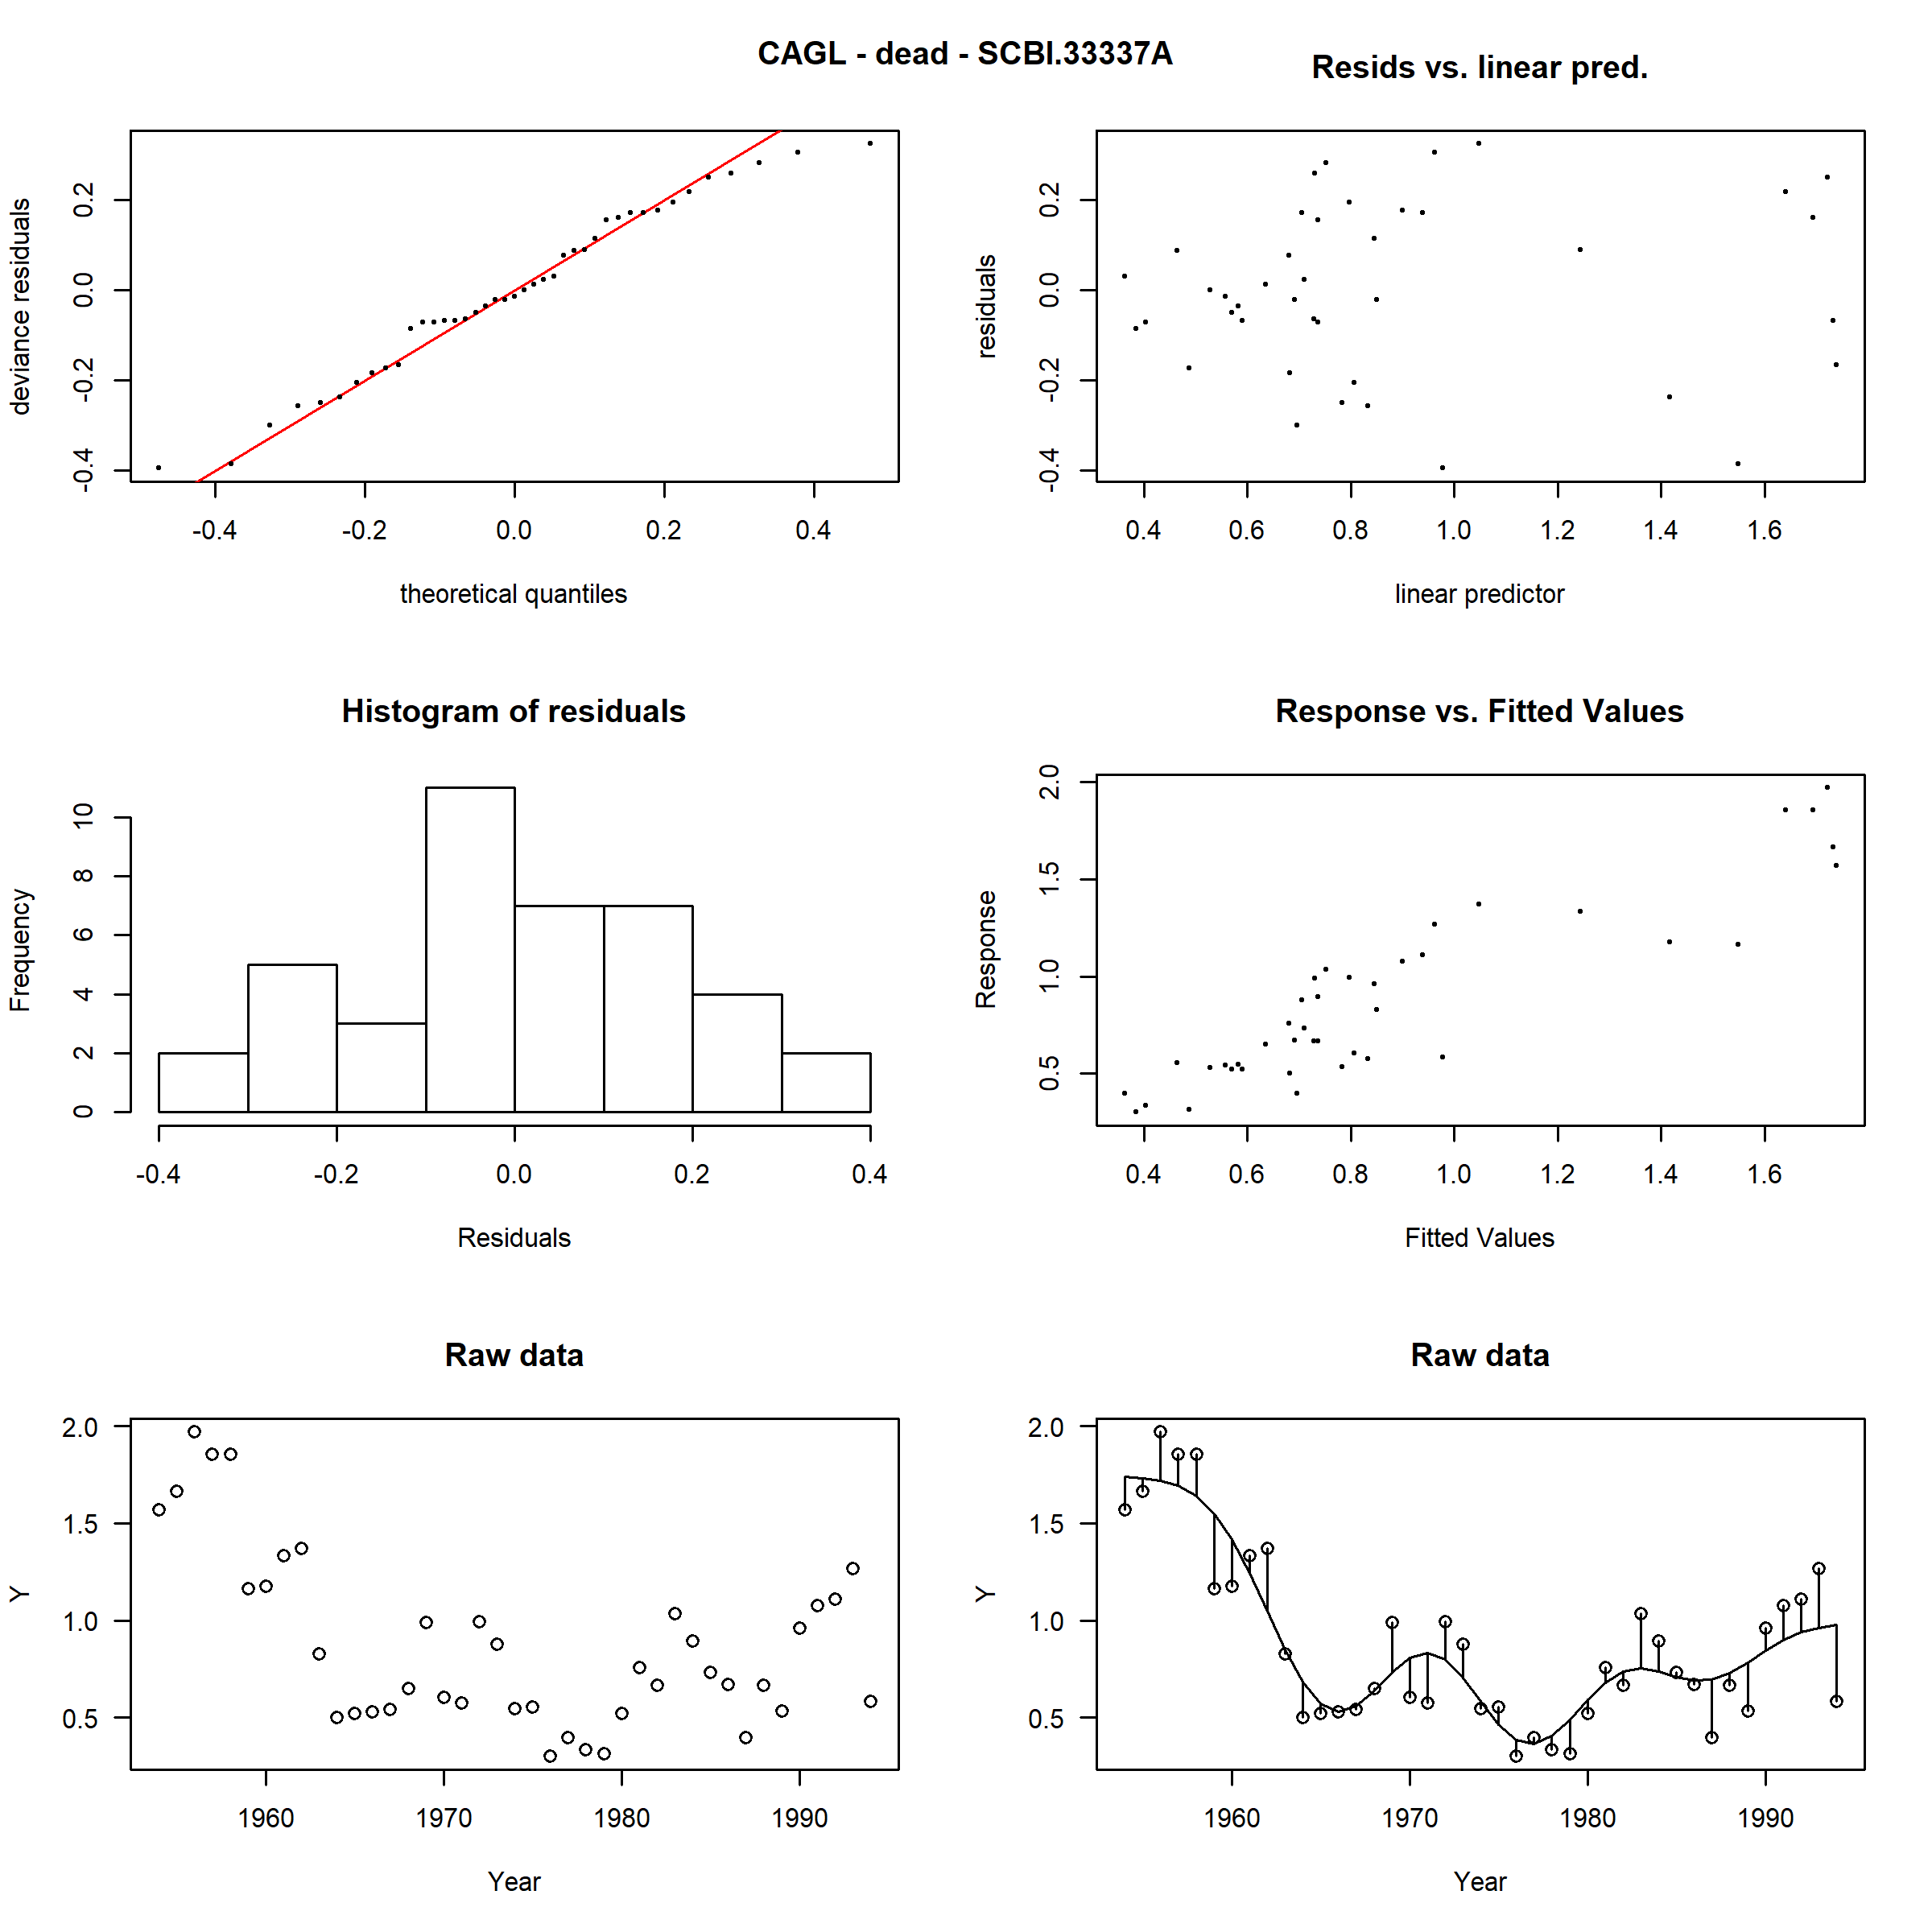 CAGL - dead - SCBI.33337A
Resids vs. linear pred.
deviance residuals
-0.4 -0.2 0.0 0.2
-0.4 -0.2 0.0 0.2 0.4
theoretical quantiles
residuals
-0.4 -0.2 0.0 0.2
0.4 0.6 0.8 1.0 1.2 1.4 1.6
linear predictor
Histogram of residuals
Frequency
0 2 4 6 8 10
-0.4 -0.2 0.0 0.2 0.4
Residuals
Response vs. Fitted Values
Response
0.5 1.0 1.5 2.0
0.4 0.6 0.8 1.0 1.2 1.4 1.6
Fitted Values
Raw data
Y
2.0
1.5
1.0
0.5
1960 1970 1980 1990
Year
Raw data
Y
2.0
1.5
1.0
0.5
1960 1970 1980 1990
Year